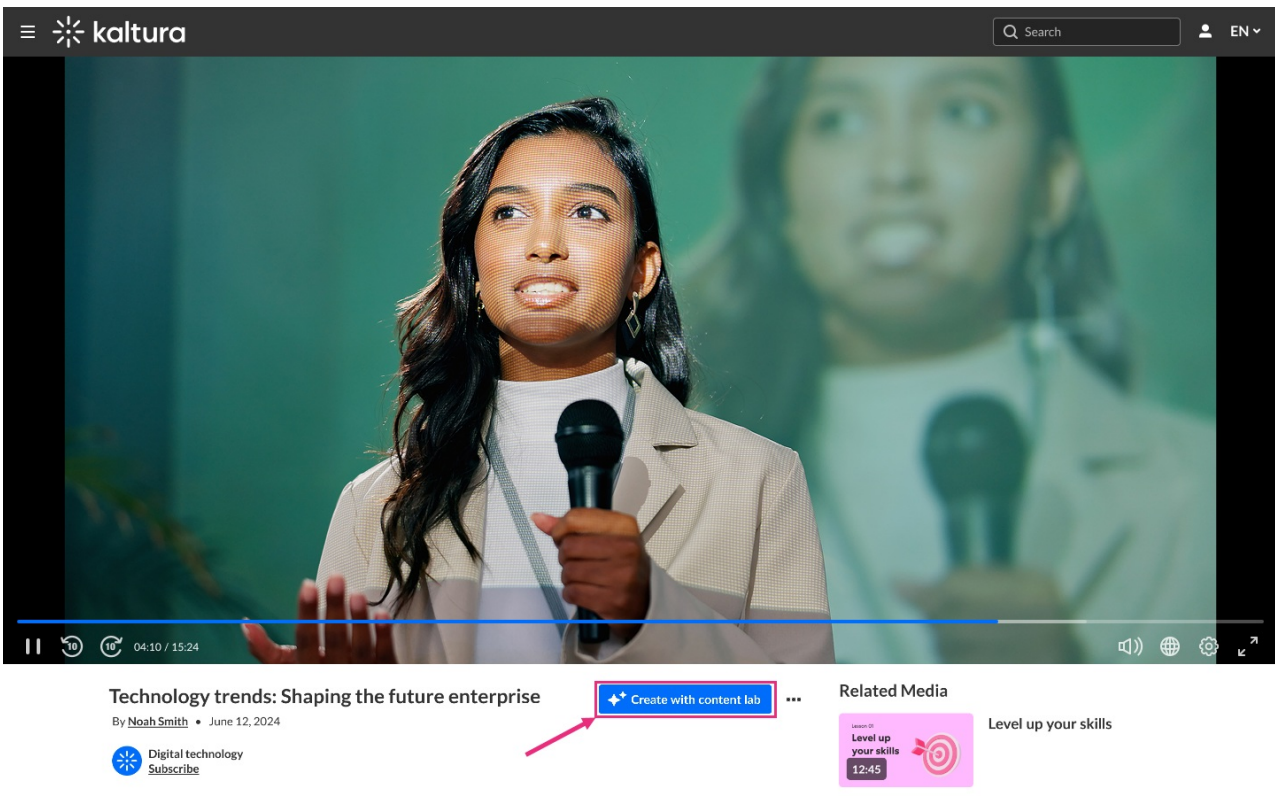 kaltura
Search
EN
10
10
04:10 / 15:24
Technology trends: Shaping the future enterprise
Create with content lab
By Noah Smith • June 12, 2024
Digital technology
Subscribe
Related Media
Lesson 01
Level up
your skills
12:45
Level up your skills